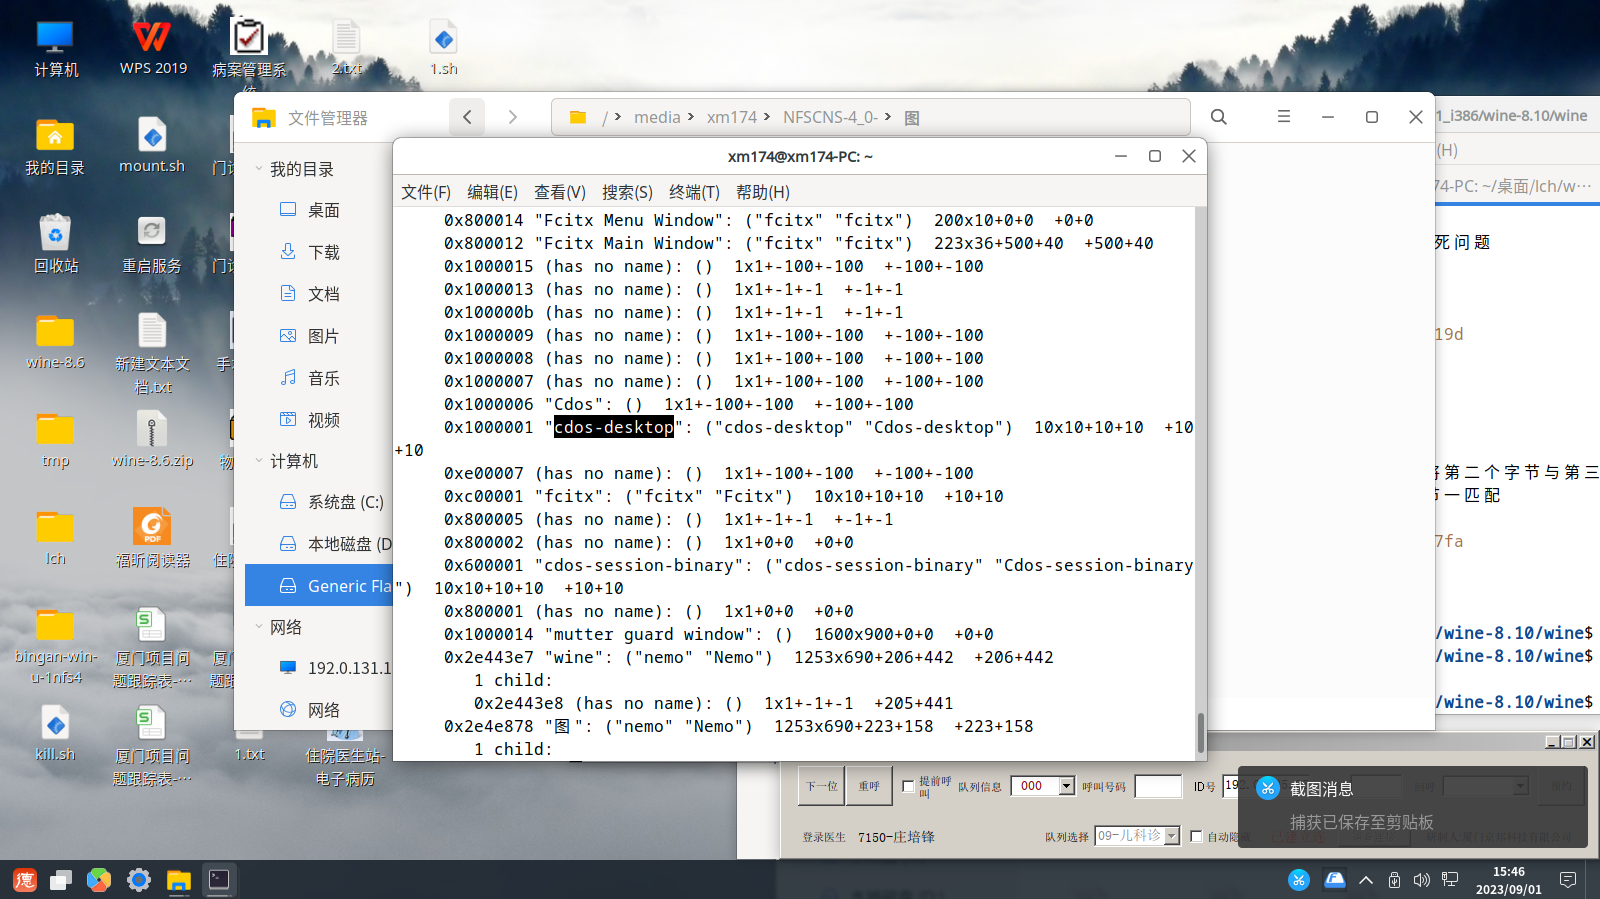 计算机
WPS 2019
病案管理系
统
2.txt
1.sh
我的目录
mount.sh
回收站
重启服务
wine-8.6
新建文本文
档.txt
tmp
wine-8.6.zip
lch
福昕阅读器
bingan-win-
u-1nfs4
厦门项目问
题跟踪表-···
kill.sh
厦门项目问
题跟踪表-···
1.txt
住院医生站-
电子病历
文件管理器
/ media xm174 NFSCNS-4_0- 图
我的目录
桌面
下载
文档
图片
音乐
视频
计算机
系统盘 (C:)
本地磁盘 (D
Generic Fla
网络
192.0.131.1
网络
xm174@xm174-PC: ~
文件(F) 编辑(E) 查看(V) 搜索(S) 终端(T) 帮助(H)
0x800014 "Fcitx Menu Window": ("fcitx" "fcitx")  200x10+0+0  +0+0
0x800012 "Fcitx Main Window": ("fcitx" "fcitx")  223x36+500+40  +500+40
0x1000015 (has no name): ()  1x1+-100+-100  +-100+-100
0x1000013 (has no name): ()  1x1+-1+-1  +-1+-1
0x100000b (has no name): ()  1x1+-1+-1  +-1+-1
0x1000009 (has no name): ()  1x1+-100+-100  +-100+-100
0x1000008 (has no name): ()  1x1+-100+-100  +-100+-100
0x1000007 (has no name): ()  1x1+-100+-100  +-100+-100
0x1000006 "Cdos": ()  1x1+-100+-100  +-100+-100
0x1000001 "cdos-desktop": ("cdos-desktop" "Cdos-desktop")  10x10+10+10  +10
+10
0xe00007 (has no name): ()  1x1+-100+-100  +-100+-100
0xc00001 "fcitx": ("fcitx" "Fcitx")  10x10+10+10  +10+10
0x800005 (has no name): ()  1x1+-1+-1  +-1+-1
0x800002 (has no name): ()  1x1+0+0  +0+0
0x600001 "cdos-session-binary": ("cdos-session-binary" "Cdos-session-binary
")  10x10+10+10  +10+10
0x800001 (has no name): ()  1x1+0+0  +0+0
0x1000014 "mutter guard window": ()  1600x900+0+0  +0+0
0x2e443e7 "wine": ("nemo" "Nemo")  1253x690+206+442  +206+442
1 child:
0x2e443e8 (has no name): ()  1x1+-1+-1  +205+441
0x2e4e878 "图": ("nemo" "Nemo")  1253x690+223+158  +223+158
1 child:
1_i386/wine-8.10/wine
(H)
74-PC: ~/桌面/lch/w···
死问题
19d
第二个字节与第三
节一匹配
7fa
/wine-8.10/wine$
/wine-8.10/wine$
/wine-8.10/wine$
下一位 重呼 提前呼叫 队列信息 000 呼叫号码 ID号
登录医生 7150-庄培锋 队列选择 09-儿科诊 自动隐
截图消息
捕获已保存至剪贴板
15:46
2023/09/01